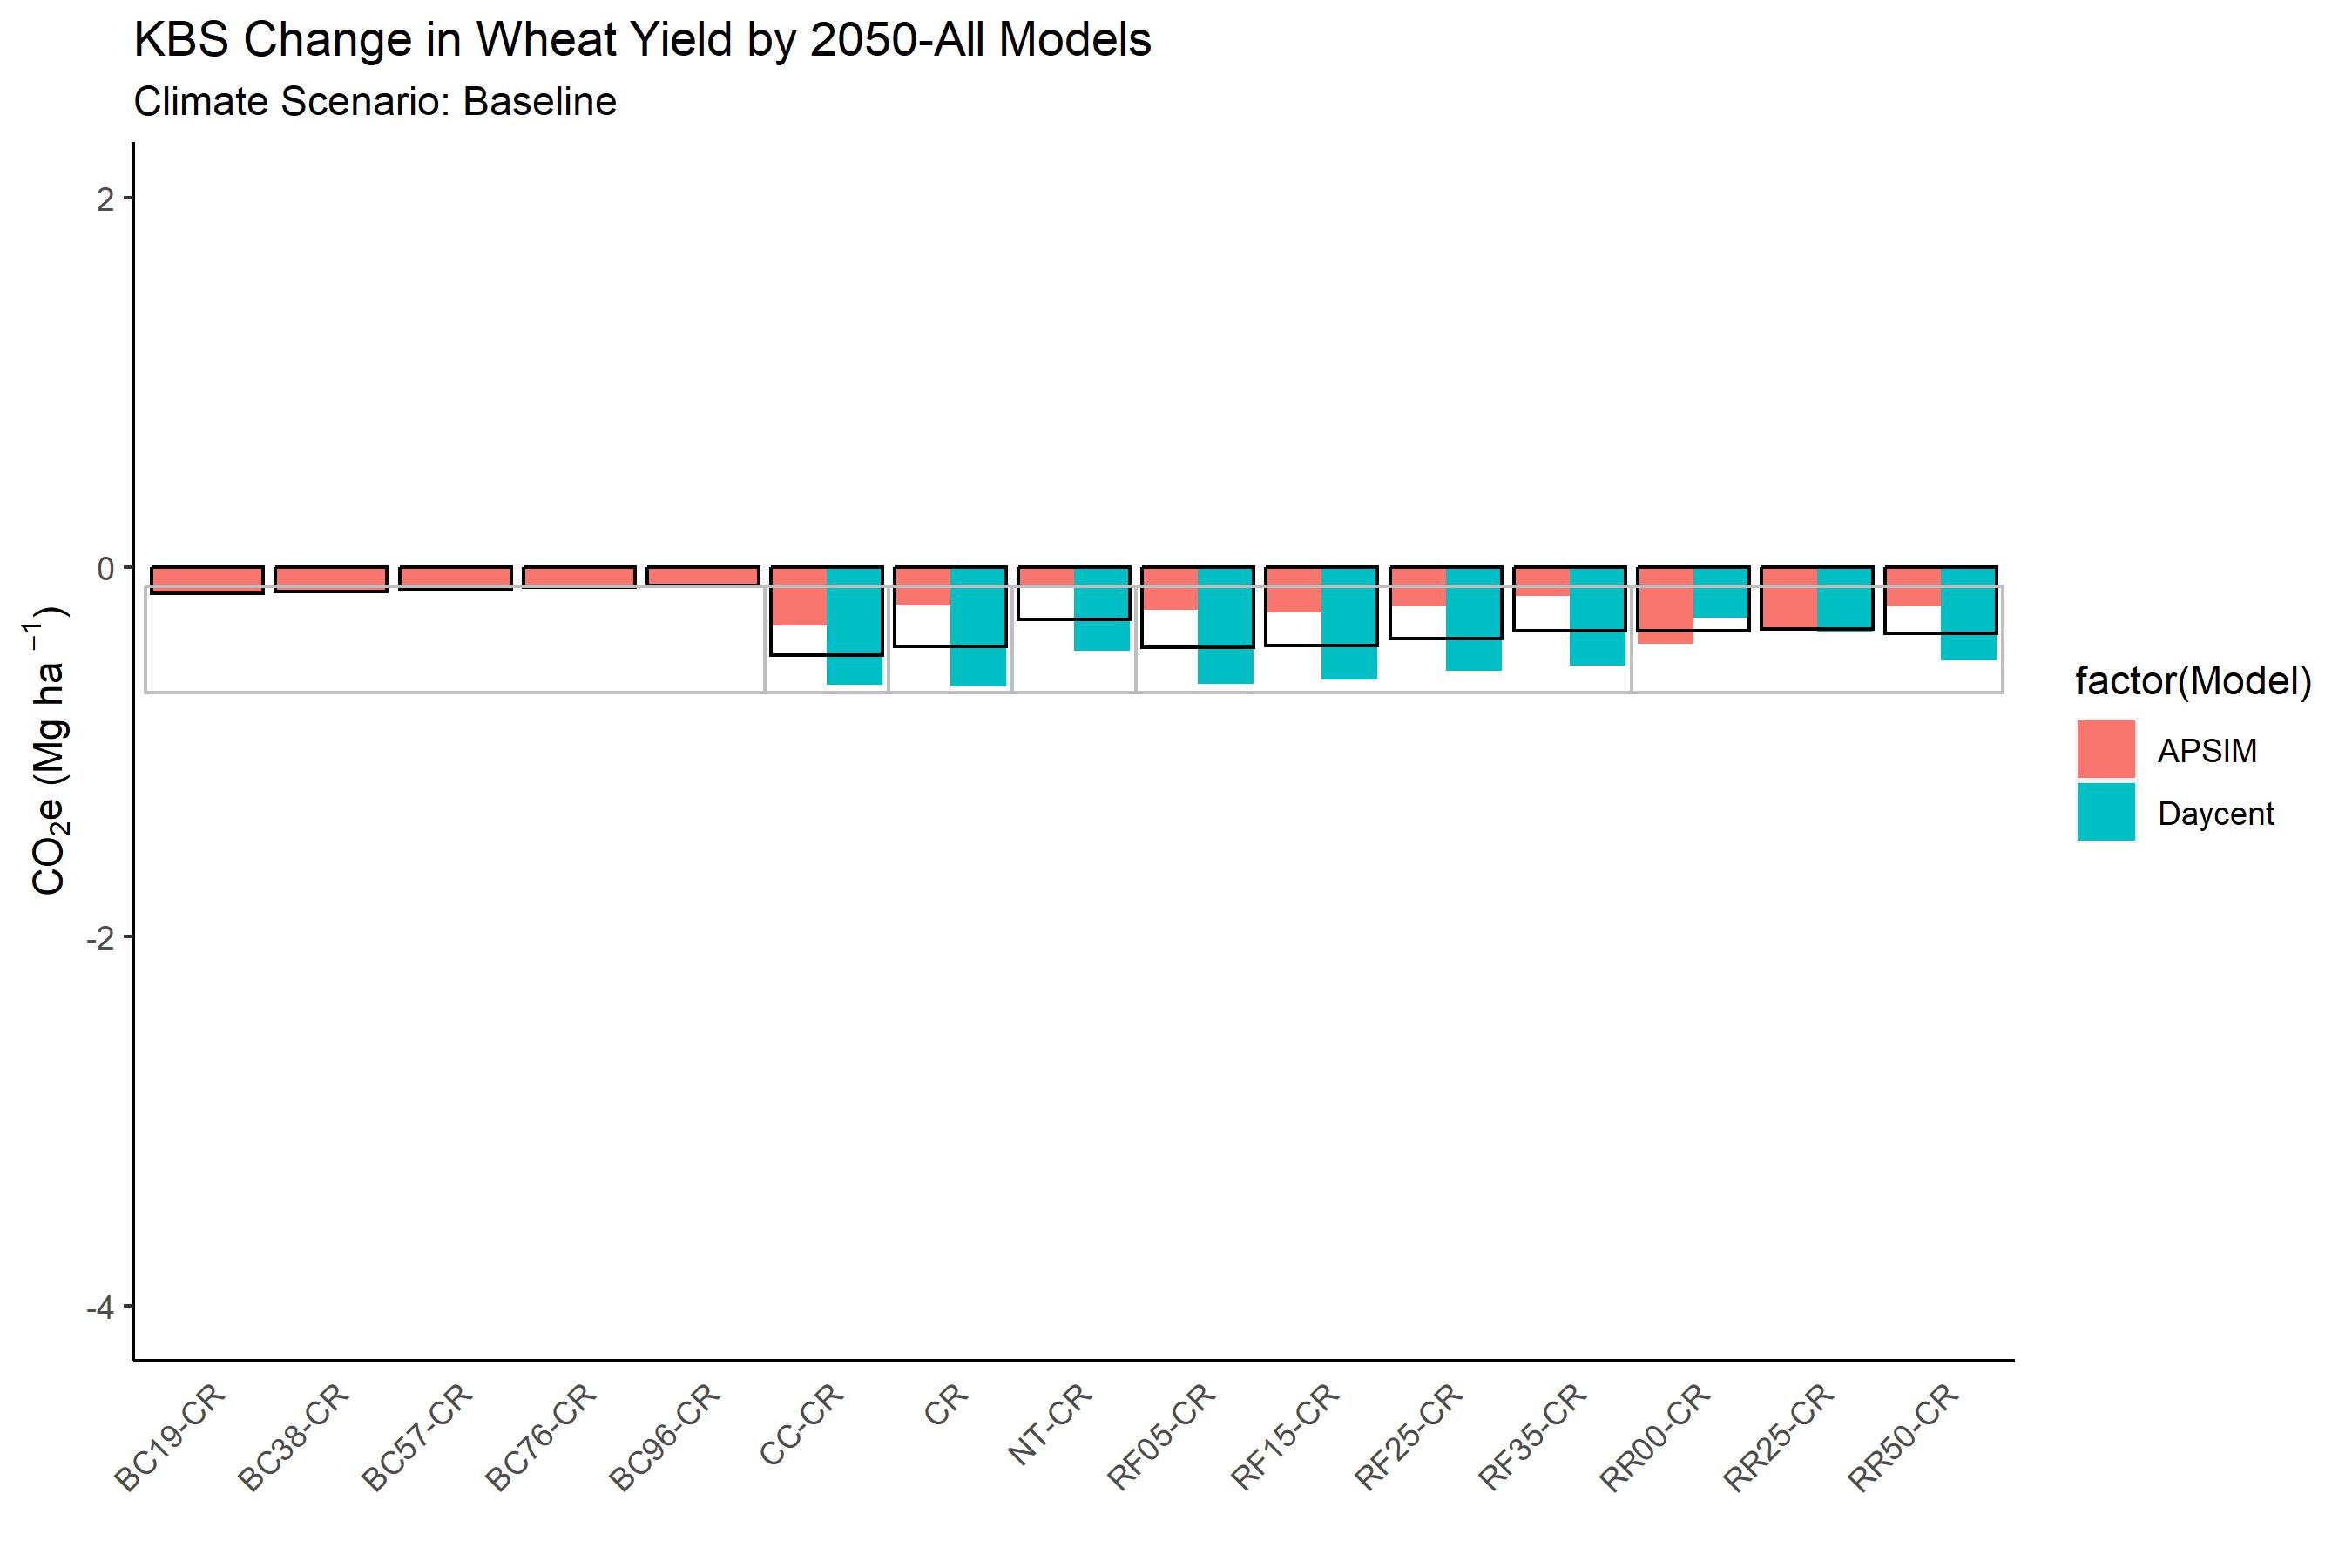 KBS Change in Wheat Yield by 2050-All Models
Climate Scenario: Baseline
CO₂e (Mg ha ⁻¹)
2
0
-2
-4
BC19-CR
BC38-CR
BC57-CR
BC76-CR
BC96-CR
CC-CR
CR
NT-CR
RF05-CR
RF15-CR
RF25-CR
RF35-CR
RR00-CR
RR25-CR
RR50-CR
factor(Model)
APSIM
Daycent